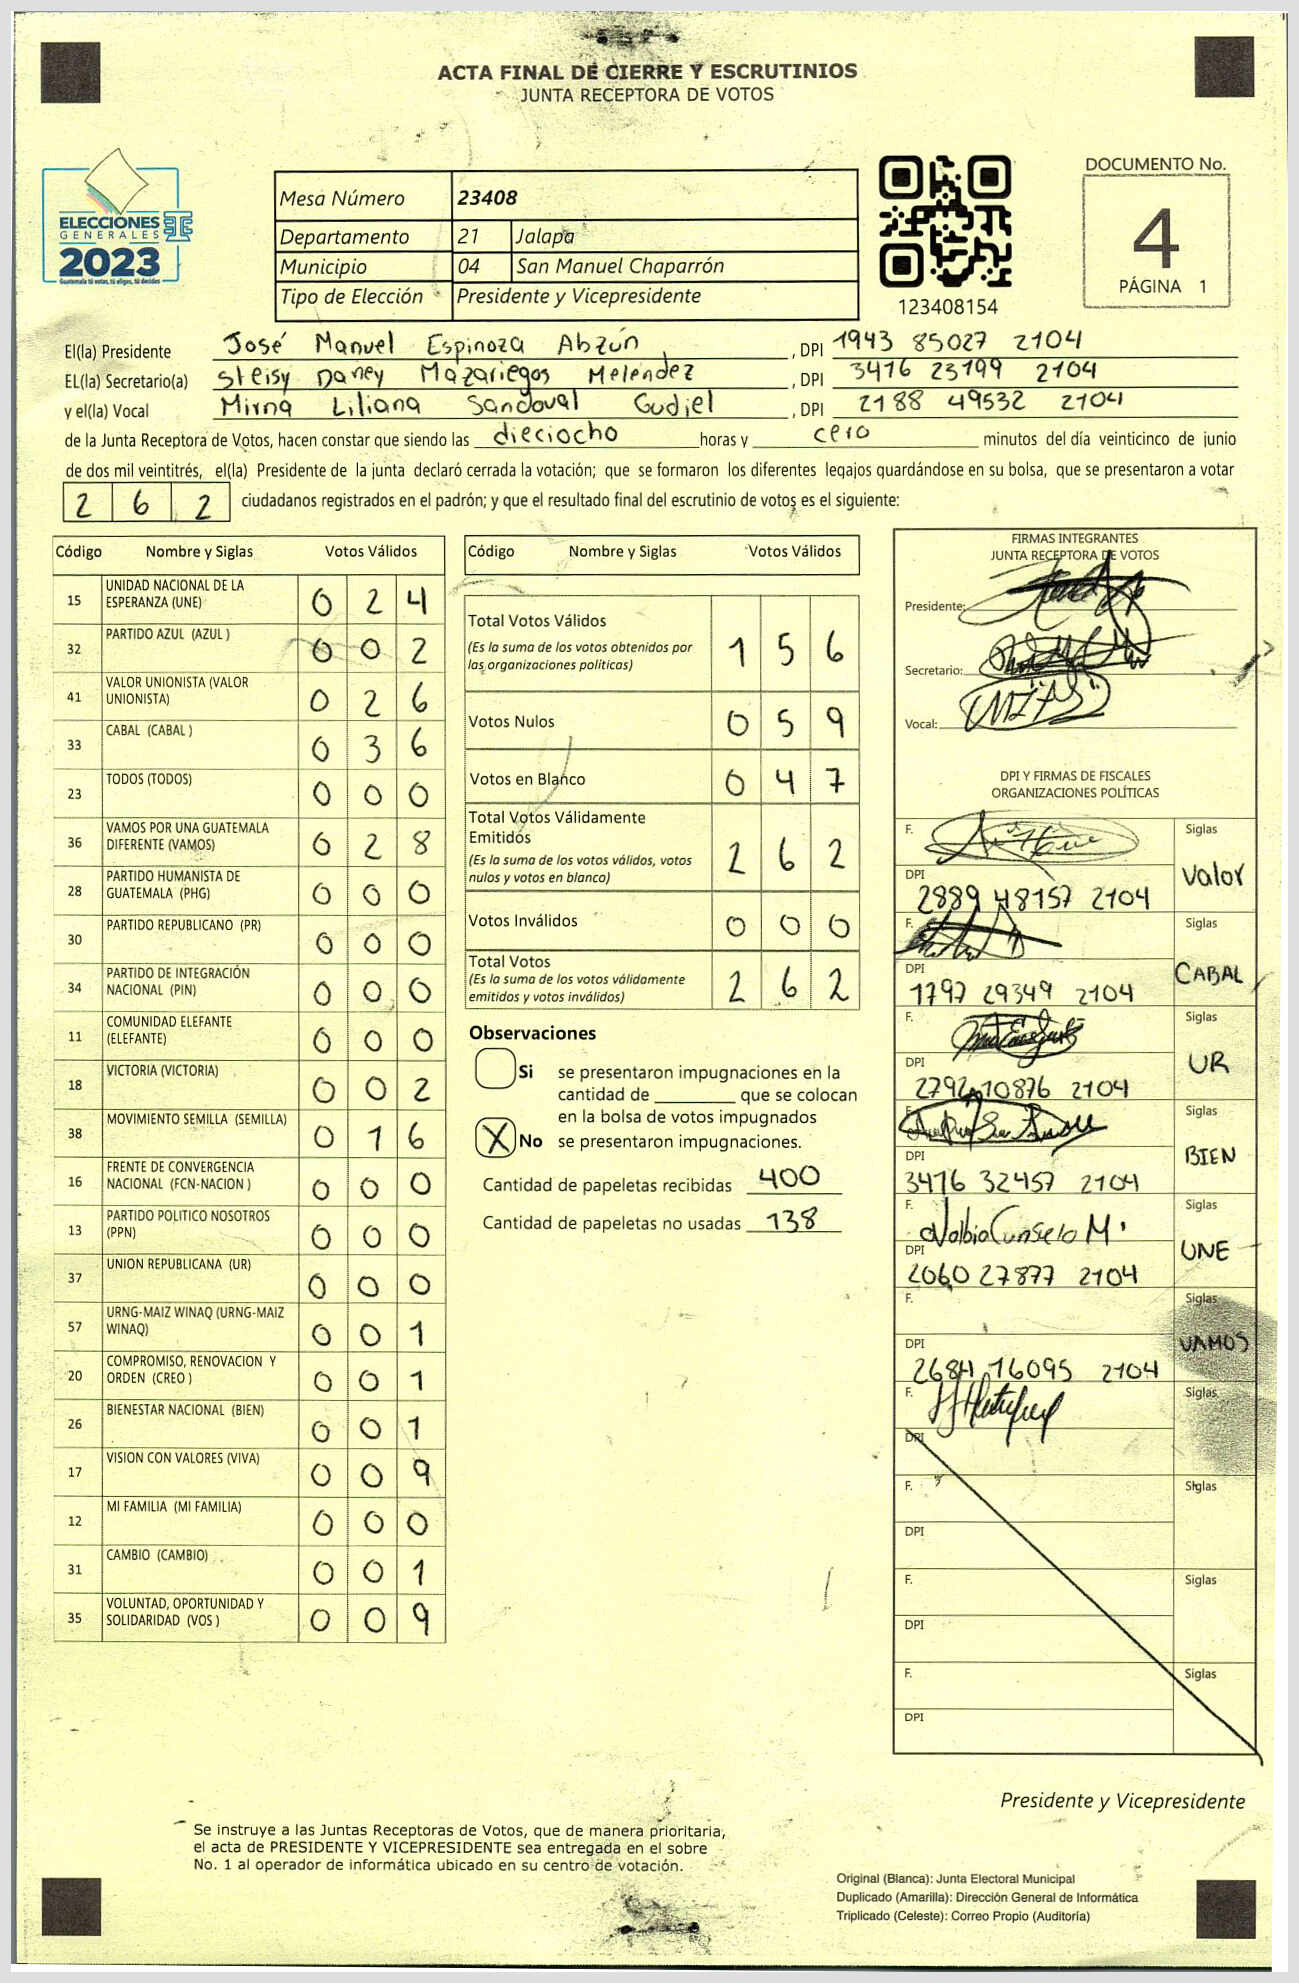 ACTA FINAL DE CIERRE Y ESCRUTINIOS
JUNTA RECEPTORA DE VOTOS
ELECCIONES
GENERALES
2023
Guatemala tú votas, tú eliges, tú decides
Mesa Número 23408
Departamento 21 Jalapa
Municipio 04 San Manuel Chaparrón
Tipo de Elección Presidente y Vicepresidente
123408154
DOCUMENTO No.
4
PÁGINA 1
El(la) Presidente José Manuel Espinoza Abzún, DPI 1943 85027 2104
EL(la) Secretario(a) Steisy Daney Mazariegos Melendez, DPI 3416 23199 2104
y el(la) Vocal Mirna Liliana Sandoval Gudiel, DPI 2188 49532 2104
de la Junta Receptora de Votos, hacen constar que siendo las dieciocho horas y cero minutos del día veinticinco de junio
de dos mil veintitrés, el(la) Presidente de la junta declaró cerrada la votación; que se formaron los diferentes legajos guardándose en su bolsa, que se presentaron a votar
2 6 2 ciudadanos registrados en el padrón; y que el resultado final del escrutinio de votos es el siguiente:
Código Nombre y Siglas Votos Válidos
15 UNIDAD NACIONAL DE LA ESPERANZA (UNE) 0 2 4
32 PARTIDO AZUL (AZUL ) 0 0 2
41 VALOR UNIONISTA (VALOR UNIONISTA) 0 2 6
33 CABAL (CABAL ) 0 3 6
23 TODOS (TODOS) 0 0 0
36 VAMOS POR UNA GUATEMALA DIFERENTE (VAMOS) 0 2 8
28 PARTIDO HUMANISTA DE GUATEMALA (PHG) 0 0 0
30 PARTIDO REPUBLICANO (PR) 0 0 0
34 PARTIDO DE INTEGRACIÓN NACIONAL (PIN) 0 0 0
11 COMUNIDAD ELEFANTE (ELEFANTE) 0 0 0
18 VICTORIA (VICTORIA) 0 0 2
38 MOVIMIENTO SEMILLA (SEMILLA) 0 1 6
16 FRENTE DE CONVERGENCIA NACIONAL (FCN-NACION ) 0 0 0
13 PARTIDO POLITICO NOSOTROS (PPN) 0 0 0
37 UNION REPUBLICANA (UR) 0 0 0
57 URNG-MAIZ WINAQ (URNG-MAIZ WINAQ) 0 0 1
20 COMPROMISO, RENOVACION Y ORDEN (CREO ) 0 0 1
26 BIENESTAR NACIONAL (BIEN) 0 0 1
17 VISION CON VALORES (VIVA) 0 0 9
12 MI FAMILIA (MI FAMILIA) 0 0 0
31 CAMBIO (CAMBIO) 0 0 1
35 VOLUNTAD, OPORTUNIDAD Y SOLIDARIDAD (VOS ) 0 0 9
Código Nombre y Siglas Votos Válidos
Total Votos Válidos 1 5 6
(Es la suma de los votos obtenidos por
las organizaciones politicas)
Votos Nulos 0 5 9
Votos en Blanco 0 4 7
Total Votos Válidamente
Emitidos 2 6 2
(Es la suma de los votos válidos, votos
nulos y votos en blanco)
Votos Inválidos 0 0 0
Total Votos 2 6 2
(Es la suma de los votos válidamente
emitidos y votos inválidos)
Observaciones
Si se presentaron impugnaciones en la
cantidad de ________ que se colocan
en la bolsa de votos impugnados
X No se presentaron impugnaciones.
Cantidad de papeletas recibidas 400
Cantidad de papeletas no usadas 138
FIRMAS INTEGRANTES
JUNTA RECEPTORA DE VOTOS
Presidente:
Secretario:
Vocal:
DPI Y FIRMAS DE FISCALES
ORGANIZACIONES POLÍTICAS
F. Siglas
DPI 2889 48157 2104 Valor
F. Siglas
DPI 1797 29349 2104 CABAL
F. Siglas
DPI 2792 10876 2104 UR
F. Siglas
DPI 3476 32457 2104 BIEN
F. Siglas
DPI 2060 27877 2104 UNE
F. Siglas
DPI 2684 16095 2104 VAMOS
F. Siglas
DPI
F. Siglas
DPI
F. Siglas
DPI
F. Siglas
DPI
Presidente y Vicepresidente
Se instruye a las Juntas Receptoras de Votos, que de manera prioritaria,
el acta de PRESIDENTE Y VICEPRESIDENTE sea entregada en el sobre
No. 1 al operador de informática ubicado en su centro de votación.
Original (Blanca): Junta Electoral Municipal
Duplicado (Amarilla): Dirección General de Informática
Triplicado (Celeste): Correo Propio (Auditoría)